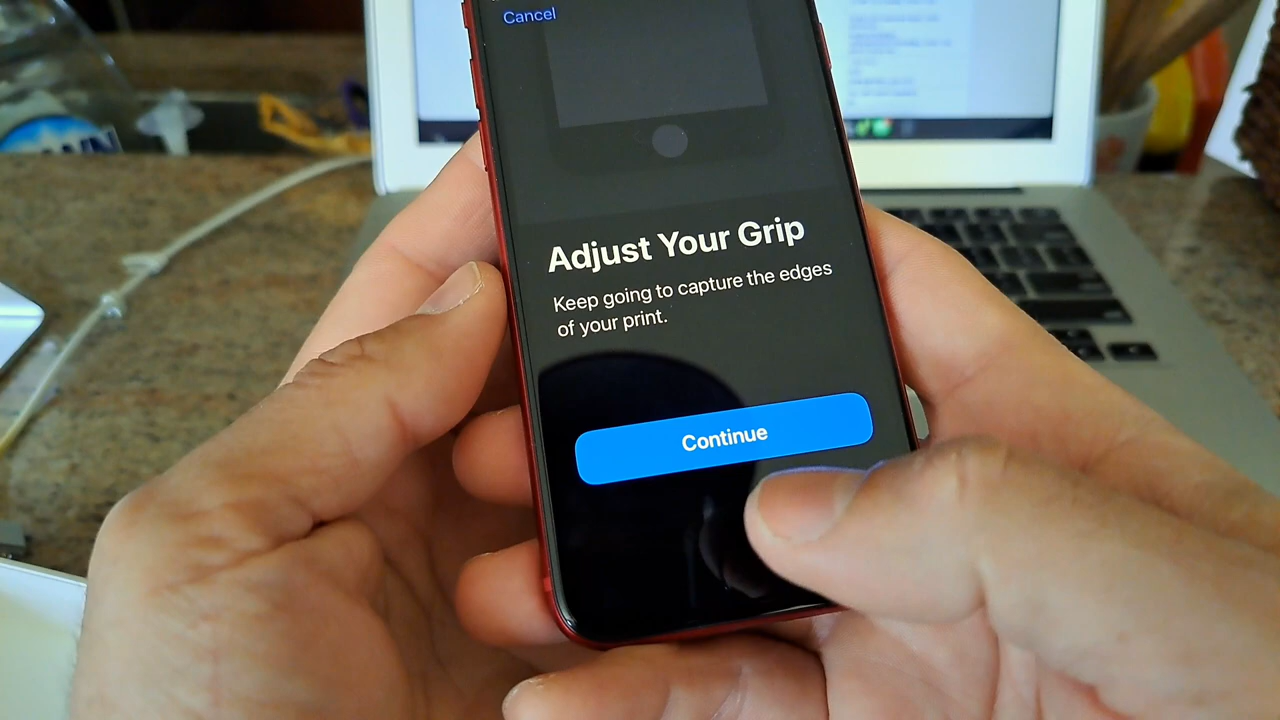 Cancel
Adjust Your Grip
Keep going to capture the edges
of your print.
Continue